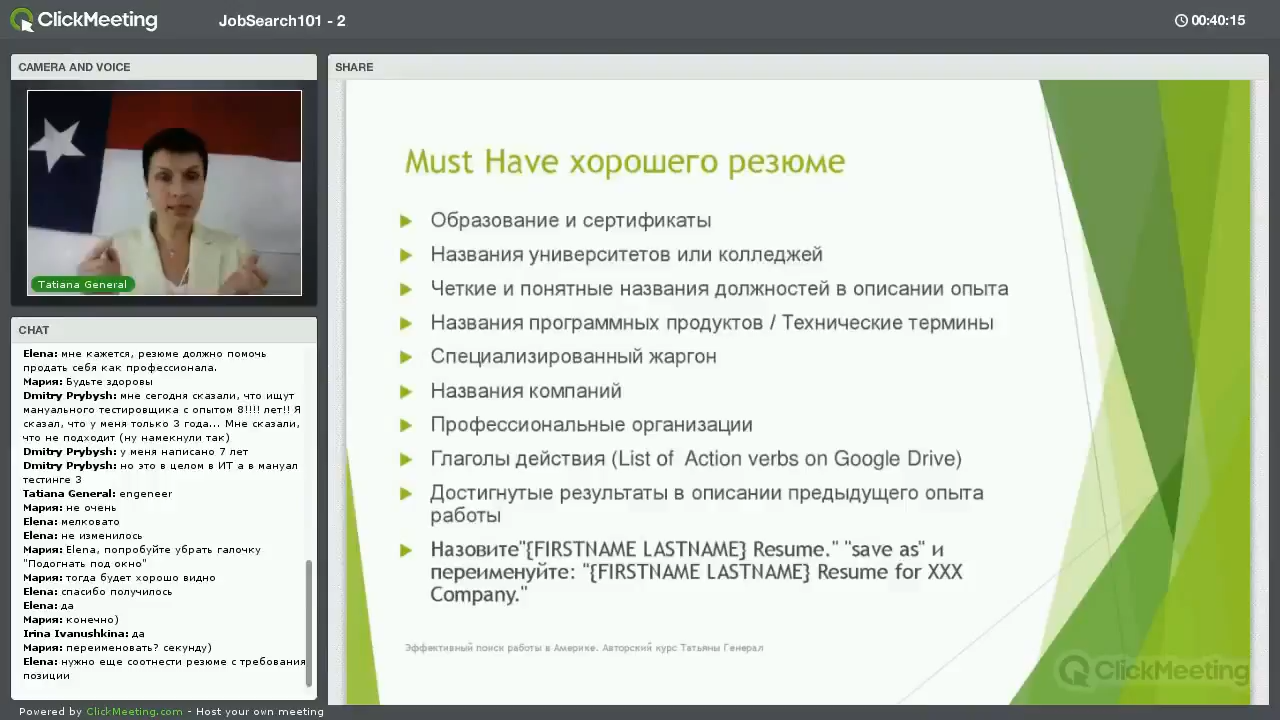 ClickMeeting
JobSearch101 - 2
00:40:15
CAMERA AND VOICE
Tatiana General
CHAT
Elena: мне кажется, резюме должно помочь
продать себя как профессионала.
Мария: Будьте здоровы
Dmitry Prybysh: мне сегодня сказали, что ищут
мануального тестировщика с опытом 8!!!! лет!! Я
сказал, что у меня только 3 года... Мне сказали,
что не подходит (ну намекнули так)
Dmitry Prybysh: у меня написано 7 лет
Dmitry Prybysh: но это в целом в ИТ а в мануал
тестинге 3
Tatiana General: engeneer
Мария: не очень
Elena: мелковато
Elena: не изменилось
Мария: Elena, попробуйте убрать галочку
"Подогнать под окно"
Мария: тогда будет хорошо видно
Elena: спасибо получилось
Elena: да
Мария: конечно)
Irina Ivanushkina: да
Мария: переименовать? секунду)
Elena: нужно еще соотнести резюме с требования
позиции
SHARE
Must Have хорошего резюме
Образование и сертификаты
Названия университетов или колледжей
Четкие и понятные названия должностей в описании опыта
Названия программных продуктов / Технические термины
Специализированный жаргон
Названия компаний
Профессиональные организации
Глаголы действия (List of Action verbs on Google Drive)
Достигнутые результаты в описании предыдущего опыта
работы
Назовите"{FIRSTNAME LASTNAME} Resume." "save as" и
переименуйте: "{FIRSTNAME LASTNAME} Resume for XXX
Company."
Эффективный поиск работы в Америке. Авторский курс Татьяны Генерал
ClickMeeting
Powered by ClickMeeting.com - Host your own meeting